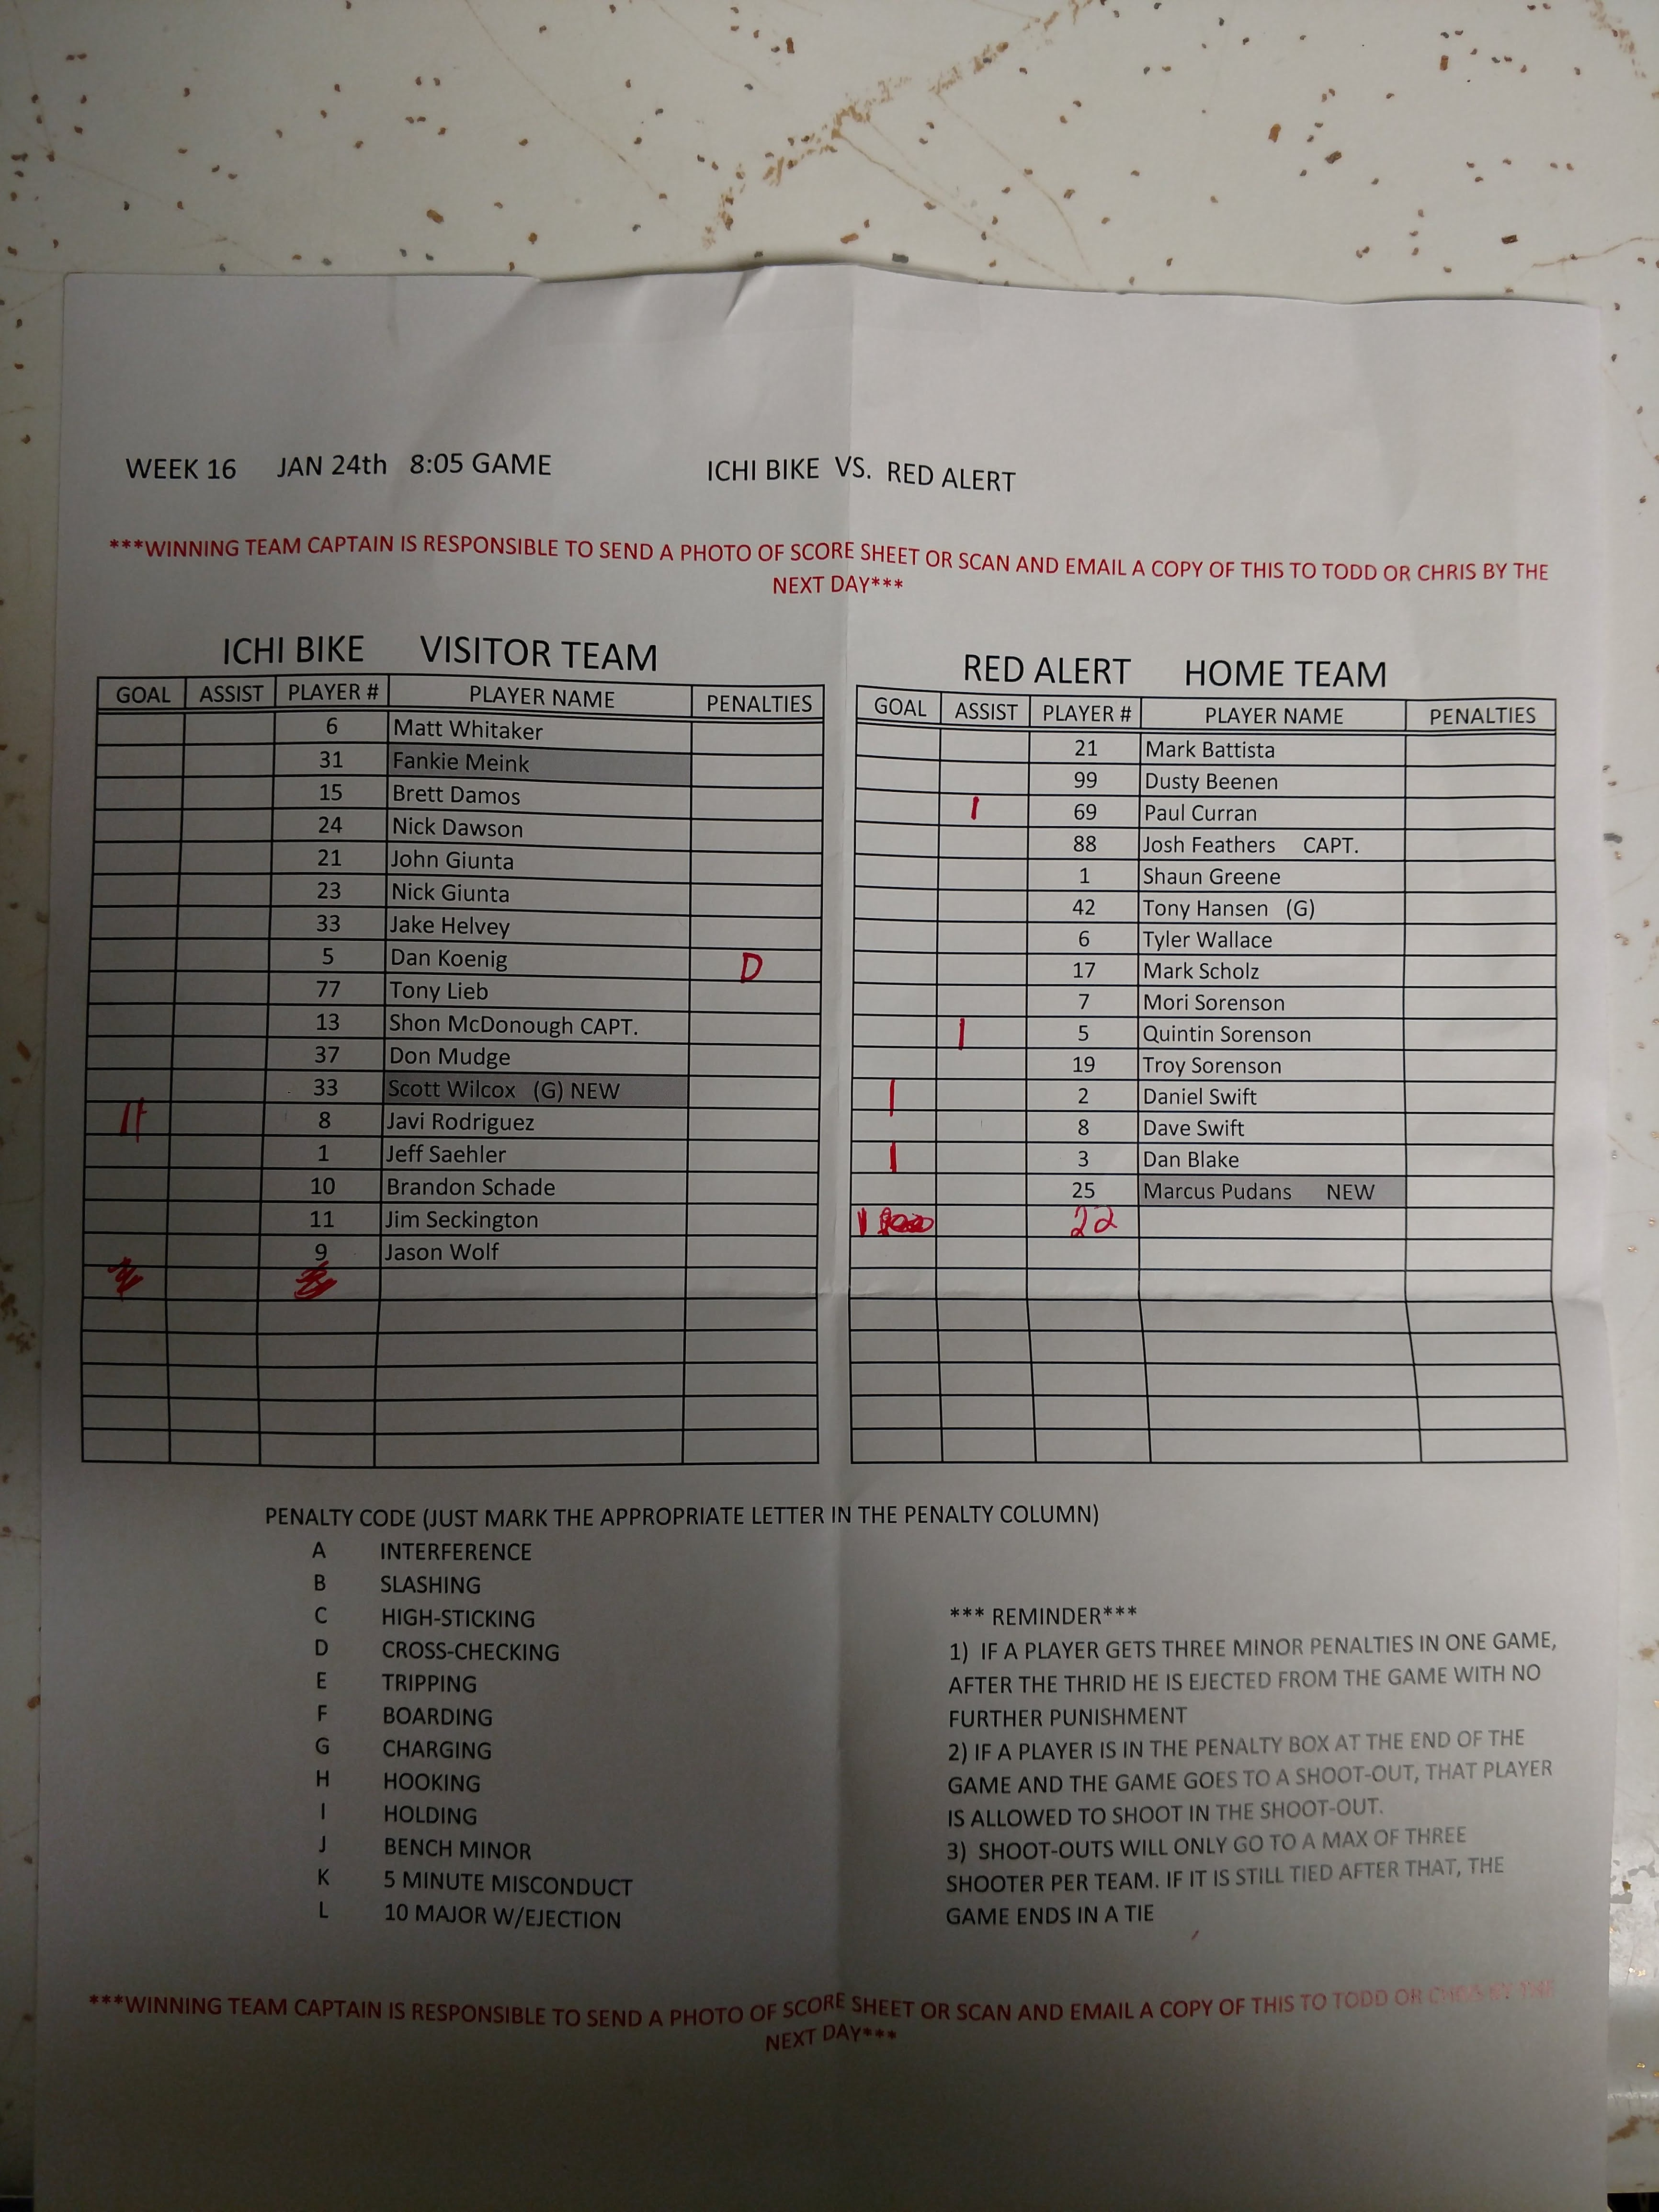 WEEK 16 JAN 24th 8:05 GAME ICHI BIKE VS. RED ALERT
***WINNING TEAM CAPTAIN IS RESPONSIBLE TO SEND A PHOTO OF SCORE SHEET OR SCAN AND EMAIL A COPY OF THIS TO TODD OR CHRIS BY THE
NEXT DAY***
ICHI BIKE VISITOR TEAM
GOAL ASSIST PLAYER # PLAYER NAME PENALTIES
6 Matt Whitaker
31 Fankie Meink
15 Brett Damos
24 Nick Dawson
21 John Giunta
23 Nick Giunta
33 Jake Helvey
5 Dan Koenig D
77 Tony Lieb
13 Shon McDonough CAPT.
37 Don Mudge
33 Scott Wilcox (G) NEW
11 8 Javi Rodriguez
1 Jeff Saehler
10 Brandon Schade
11 Jim Seckington
9 Jason Wolf
RED ALERT HOME TEAM
GOAL ASSIST PLAYER # PLAYER NAME PENALTIES
21 Mark Battista
99 Dusty Beenen
1 69 Paul Curran
88 Josh Feathers CAPT.
1 Shaun Greene
42 Tony Hansen (G)
6 Tyler Wallace
17 Mark Scholz
7 Mori Sorenson
1 5 Quintin Sorenson
19 Troy Sorenson
1 2 Daniel Swift
8 Dave Swift
1 3 Dan Blake
25 Marcus Pudans NEW
1 22
PENALTY CODE (JUST MARK THE APPROPRIATE LETTER IN THE PENALTY COLUMN)
A INTERFERENCE
B SLASHING
C HIGH-STICKING
D CROSS-CHECKING
E TRIPPING
F BOARDING
G CHARGING
H HOOKING
I HOLDING
J BENCH MINOR
K 5 MINUTE MISCONDUCT
L 10 MAJOR W/EJECTION
*** REMINDER***
1) IF A PLAYER GETS THREE MINOR PENALTIES IN ONE GAME,
AFTER THE THRID HE IS EJECTED FROM THE GAME WITH NO
FURTHER PUNISHMENT
2) IF A PLAYER IS IN THE PENALTY BOX AT THE END OF THE
GAME AND THE GAME GOES TO A SHOOT-OUT, THAT PLAYER
IS ALLOWED TO SHOOT IN THE SHOOT-OUT.
3) SHOOT-OUTS WILL ONLY GO TO A MAX OF THREE
SHOOTER PER TEAM. IF IT IS STILL TIED AFTER THAT, THE
GAME ENDS IN A TIE
***WINNING TEAM CAPTAIN IS RESPONSIBLE TO SEND A PHOTO OF SCORE SHEET OR SCAN AND EMAIL A COPY OF THIS TO TODD OR CHRIS BY THE
NEXT DAY***